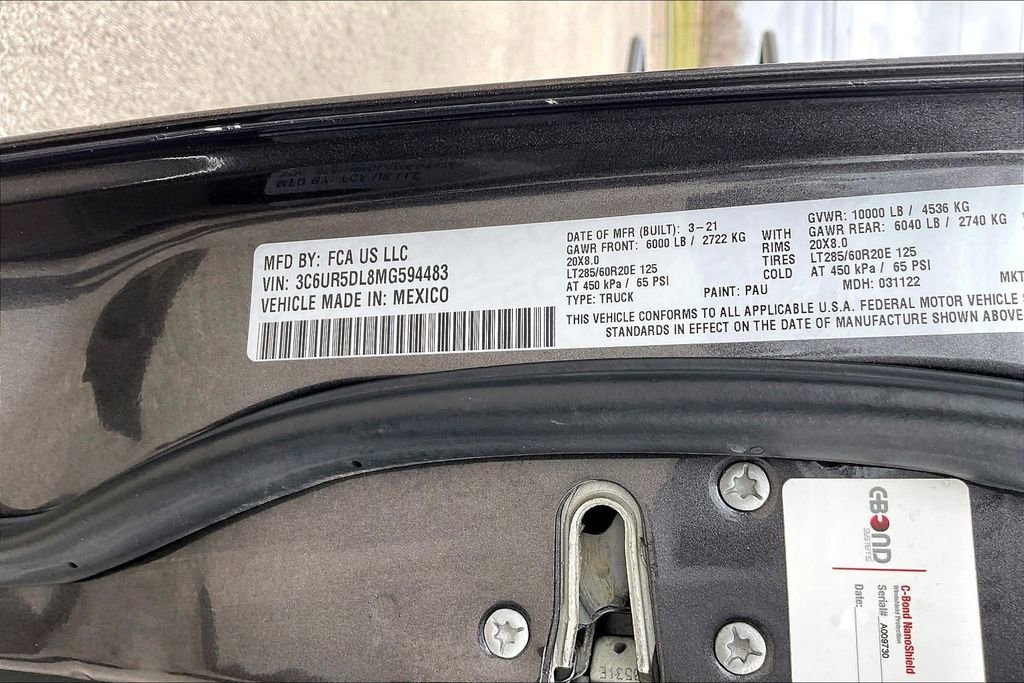 MFD BY: FCA US LLC
VIN: 3C6UR5DL8MG594483
VEHICLE MADE IN: MEXICO
DATE OF MFR (BUILT): 3-21
GAWR FRONT: 6000 LB / 2722 KG
20X8.0
LT285/60R20E 125
AT 450 kPa / 65 PSI
TYPE: TRUCK
WITH
RIMS
TIRES
COLD
GVWR: 10000 LB / 4536 KG
GAWR REAR: 6040 LB / 2740 KG
20X8.0
LT285/60R20E 125
AT 450 kPa / 65 PSI
PAINT: PAU
MDH: 031122
MKT
THIS VEHICLE CONFORMS TO ALL APPLICABLE U.S.A. FEDERAL MOTOR VEHICLE
STANDARDS IN EFFECT ON THE DATE OF MANUFACTURE SHOWN ABOVE
C-BOND
SYSTEMS
C-Bond NanoShield
Windshield Protection
Serial# A009730
Date: